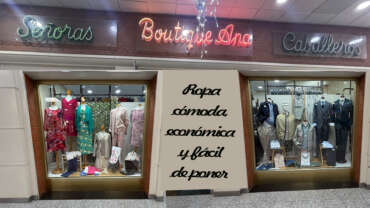 Señoras
Boutique Ana
Caballeros
Ropa
cómoda,
económica
y fácil
de poner